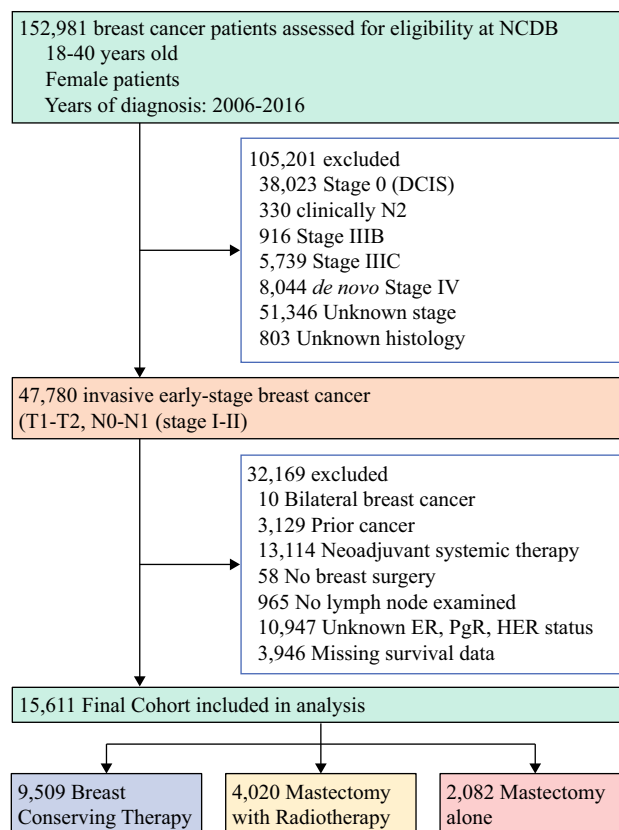 152,981 breast cancer patients assessed for eligibility at NCDB
18-40 years old
Female patients
Years of diagnosis: 2006-2016
105,201 excluded
38,023 Stage 0 (DCIS)
330 clinically N2
916 Stage IIIB
5,739 Stage IIIC
8,044 de novo Stage IV
51,346 Unknown stage
803 Unknown histology
47,780 invasive early-stage breast cancer
(T1-T2, N0-N1 (stage I-II)
32,169 excluded
10 Bilateral breast cancer
3,129 Prior cancer
13,114 Neoadjuvant systemic therapy
58 No breast surgery
965 No lymph node examined
10,947 Unknown ER, PgR, HER status
3,946 Missing survival data
15,611 Final Cohort included in analysis
9,509 Breast
Conserving Therapy
4,020 Mastectomy
with Radiotherapy
2,082 Mastectomy
alone